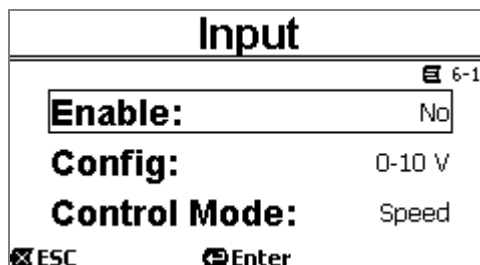 Input
6-1
Enable: No
Config: 0-10 V
Control Mode: Speed
ESC Enter